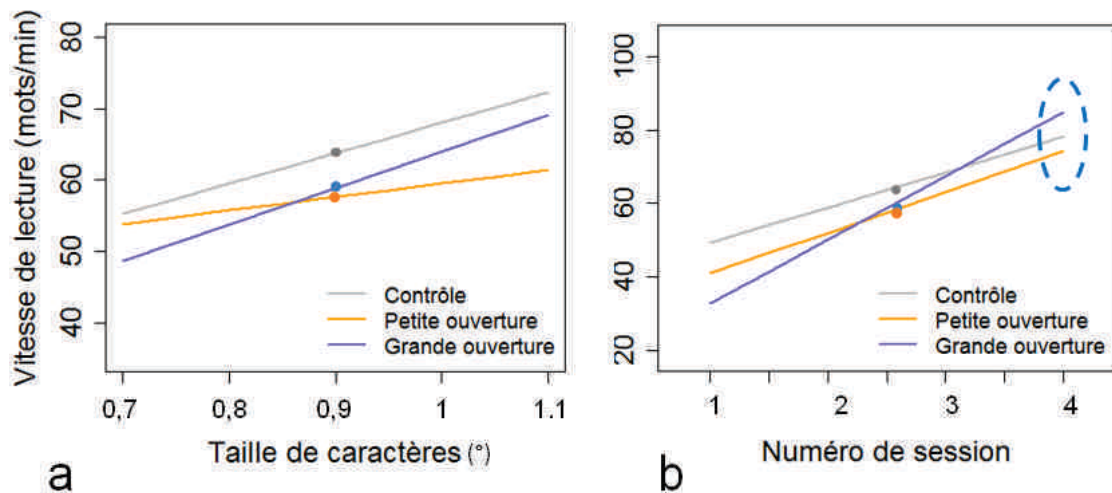 Vitesse de lecture (mots/min)
80
70
60
50
40
Contrôle
Petite ouverture
Grande ouverture
0,7 0,8 0,9 1 1.1
Taille de caractères (°)
a
100
80
60
40
20
Contrôle
Petite ouverture
Grande ouverture
1 2 3 4
Numéro de session
b